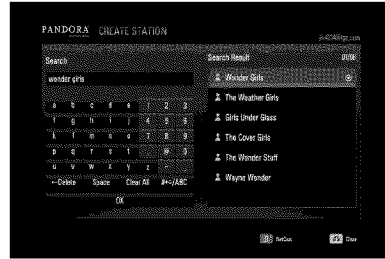 PANDORA CREATE STATION
Search
wonder girls
a b c d e 1 2 3
f g h i j 4 5 6
k l m n o 7 8 9
p q r s t @ 0
u v w x y z
←Delete Space Clear All #+=/ABC
OK
Search Result 01/06
Wonder Girls
The Weather Girls
Girls Under Glass
The Cover Girls
The Wonder Stuff
Wayne Wonder